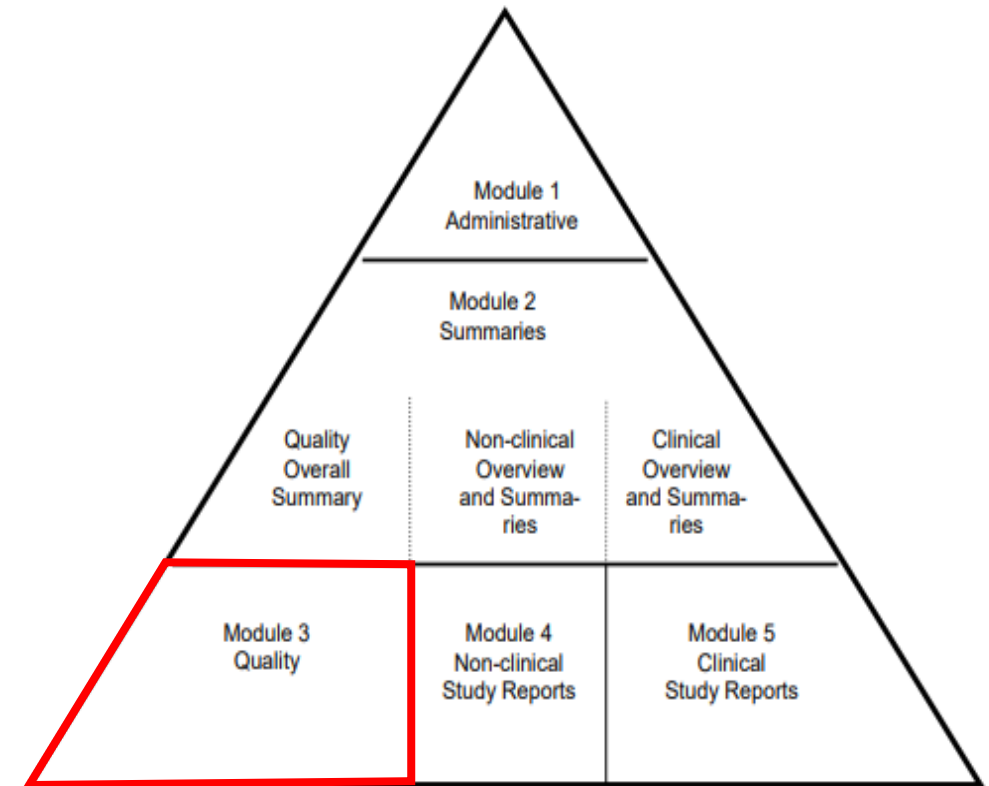 Module 1
Administrative
Module 2
Summaries
Quality
Overall
Summary
Non-clinical
Overview
and Summa-
ries
Clinical
Overview
and Summa-
ries
Module 3
Quality
Module 4
Non-clinical
Study Reports
Module 5
Clinical
Study Reports